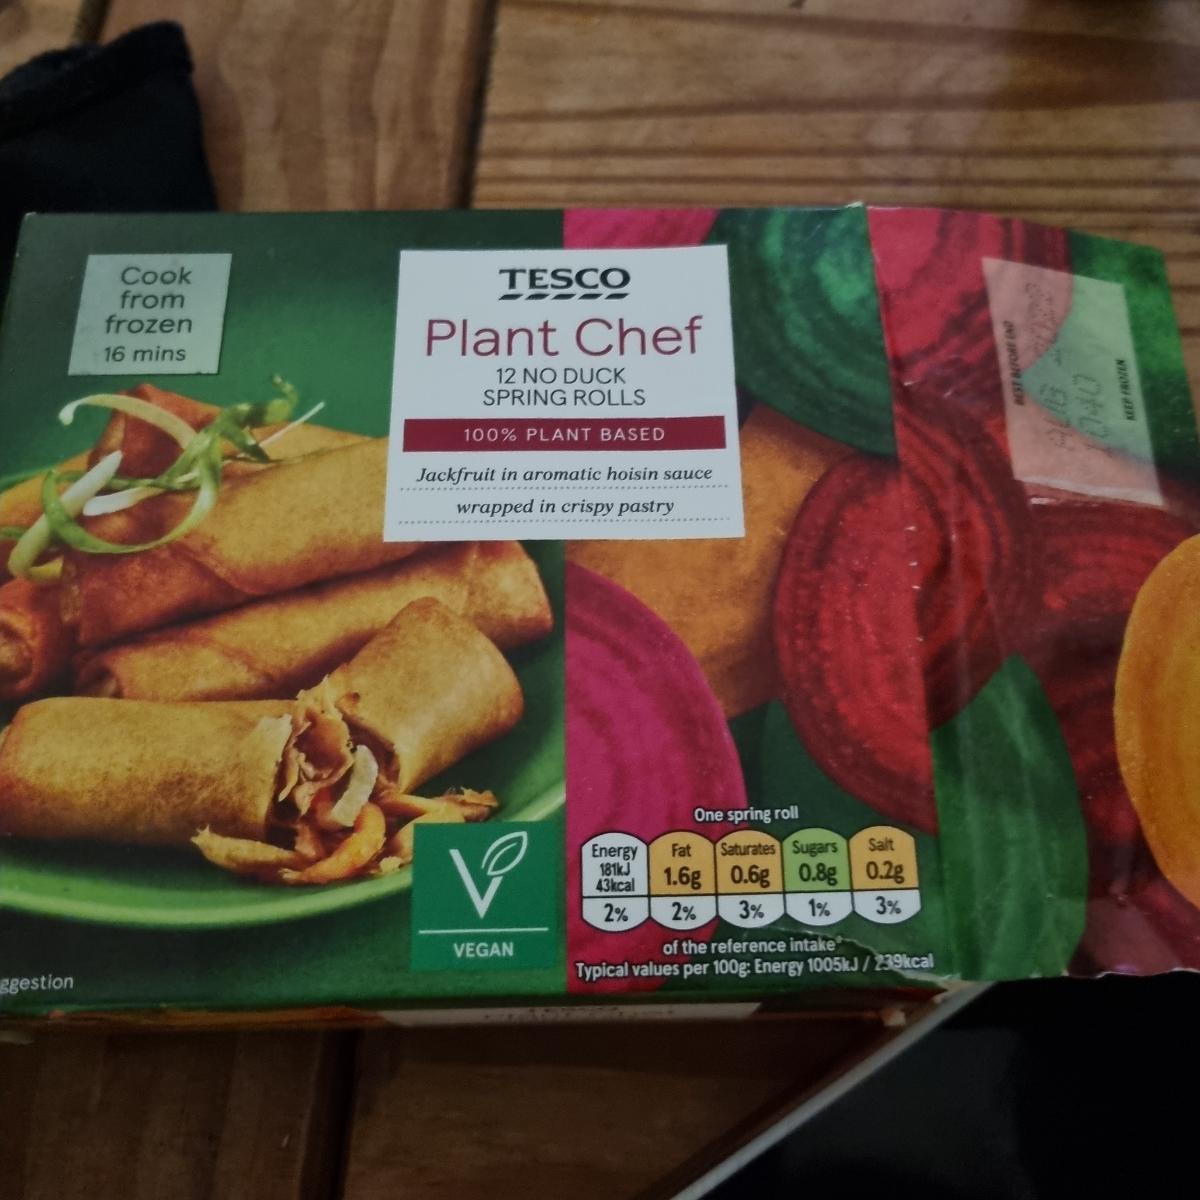 Cook
from
frozen
16 mins
TESCO
Plant Chef
12 NO DUCK
SPRING ROLLS
100% PLANT BASED
Jackfruit in aromatic hoisin sauce
wrapped in crispy pastry
BEST BEFORE END
KEEP FROZEN
V
VEGAN
One spring roll
Energy
181kJ
43kcal
2%
Fat
1.6g
2%
Saturates
0.6g
3%
Sugars
0.8g
1%
Salt
0.2g
3%
of the reference intake*
Typical values per 100g: Energy 1005kJ / 239kcal
ggestion